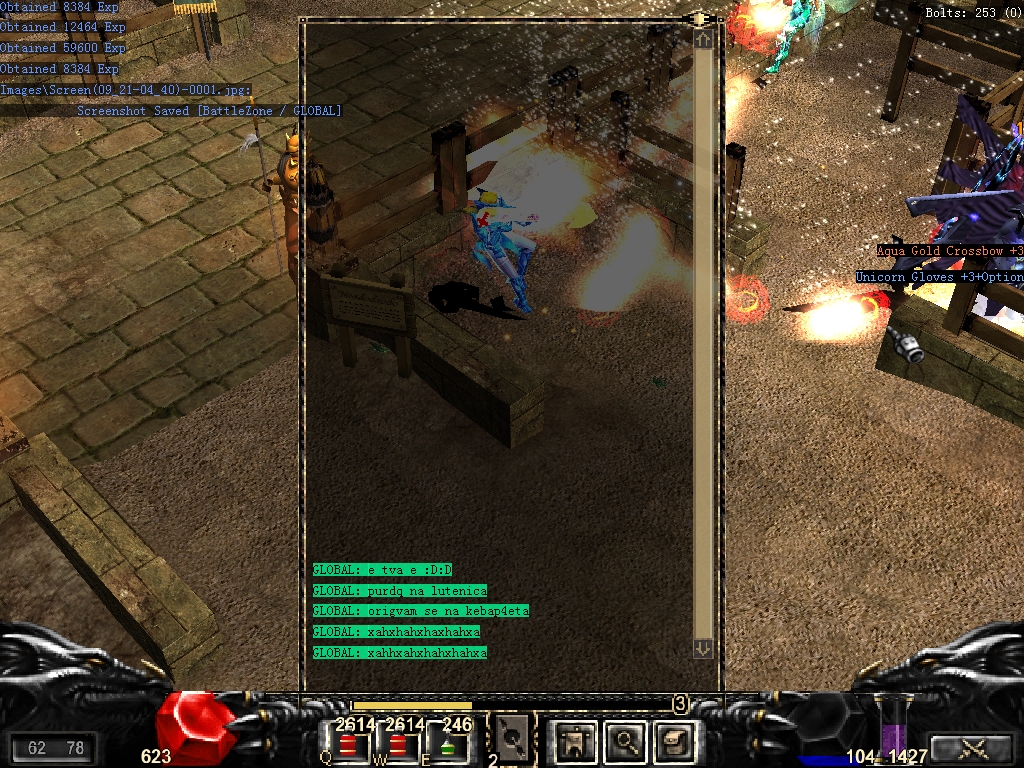 Obtained 8384 Exp
Bolts: 253 (0)
Obtained 12464 Exp
Obtained 59600 Exp
Obtained 8384 Exp
Images\Screen(09_21-04_40)-0001.jpg:
Screenshot Saved [BattleZone / GLOBAL]
Aqua Gold Crossbow +3
Unicorn Gloves +3+Option
GLOBAL: e tva e :D:D
GLOBAL: purdq na lutenica
GLOBAL: origvam se na kebap4eta
GLOBAL: xahxhahxhaxhahxa
GLOBAL: xahhxahxhahxhahxa
3
2614 2614 246
Q W E 2
62 78
623
104 1427